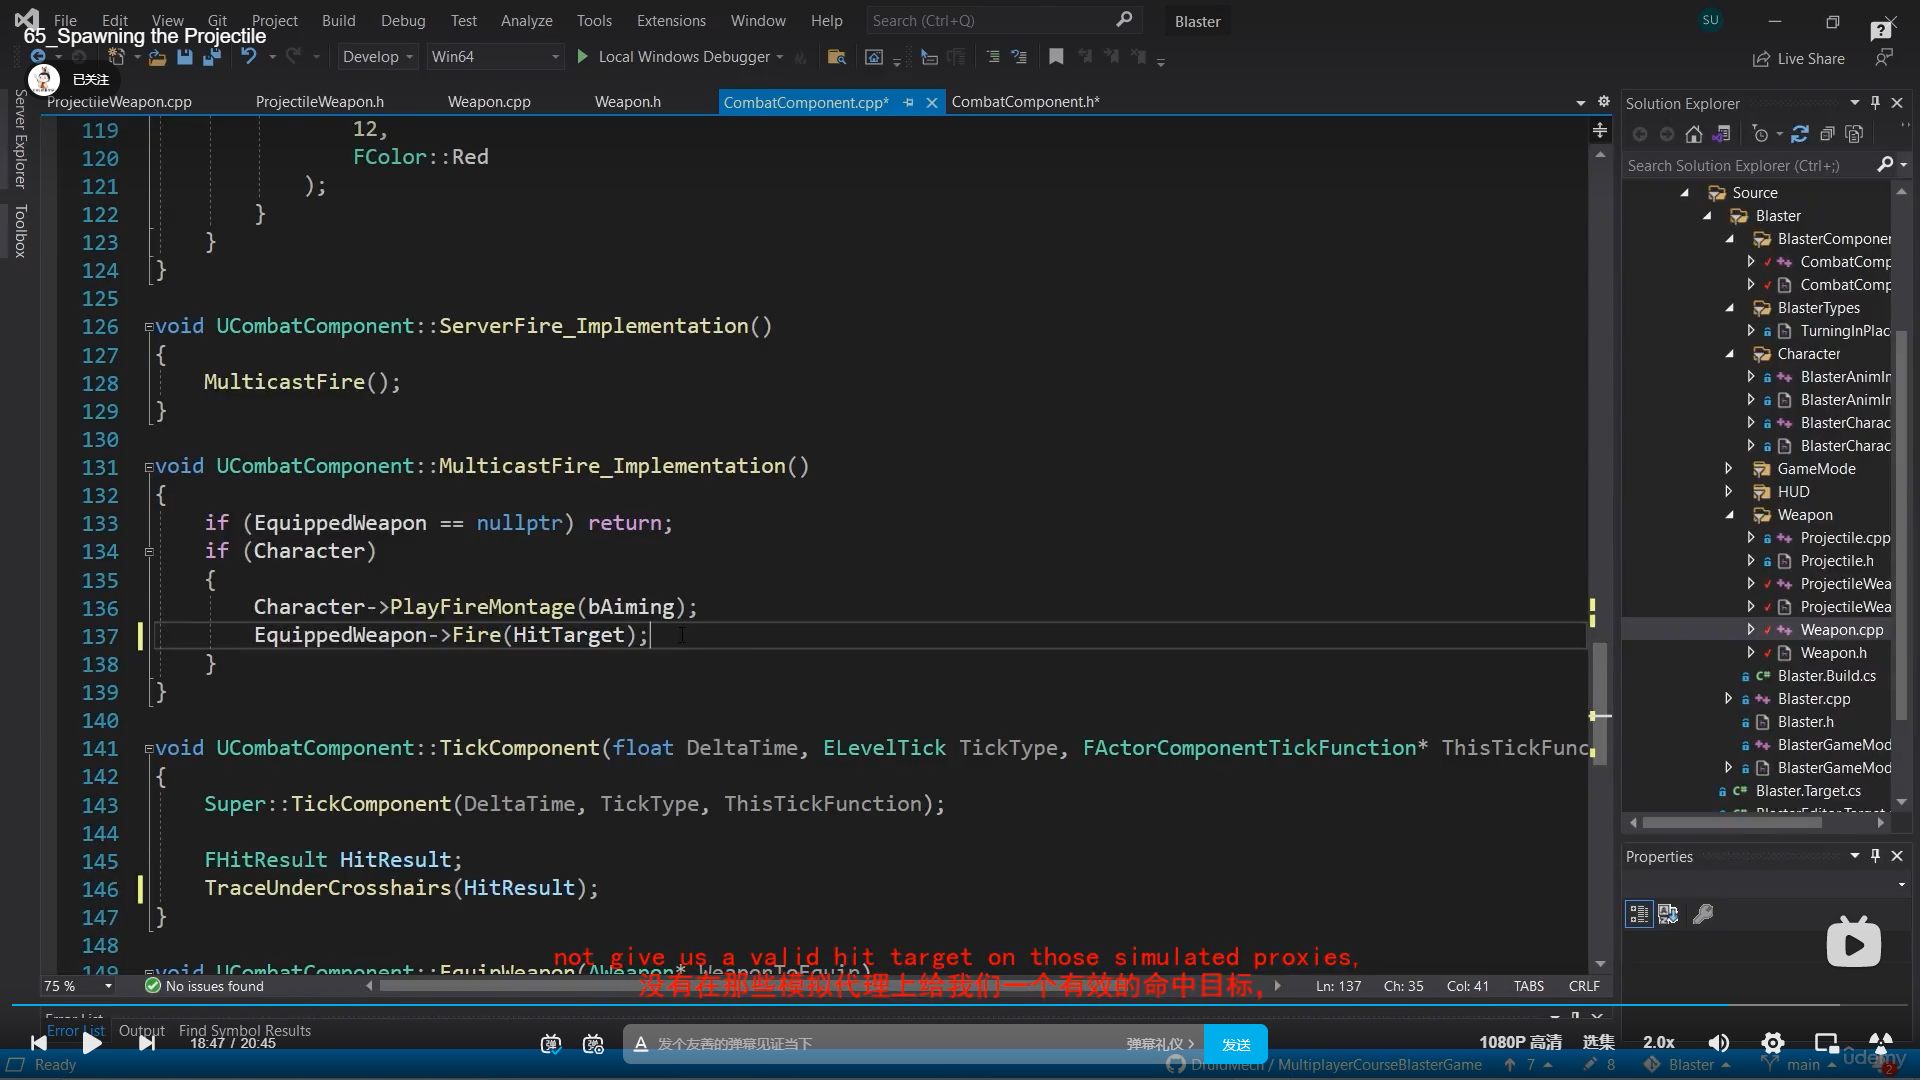 File Edit View Git Project Build Debug Test Analyze Tools Extensions Window Help Search (Ctrl+Q) Blaster SU
65_Spawning the Projectile
Develop Win64 Local Windows Debugger Live Share
已关注
ProjectileWeapon.cpp ProjectileWeapon.h Weapon.cpp Weapon.h CombatComponent.cpp* CombatComponent.h*
Server Explorer
Toolbox
119 12,
120 FColor::Red
121 );
122 }
123 }
124 }
125
126 void UCombatComponent::ServerFire_Implementation()
127 {
128 MulticastFire();
129 }
130
131 void UCombatComponent::MulticastFire_Implementation()
132 {
133 if (EquippedWeapon == nullptr) return;
134 if (Character)
135 {
136 Character->PlayFireMontage(bAiming);
137 EquippedWeapon->Fire(HitTarget);
138 }
139 }
140
141 void UCombatComponent::TickComponent(float DeltaTime, ELevelTick TickType, FActorComponentTickFunction* ThisTickFunc
142 {
143 Super::TickComponent(DeltaTime, TickType, ThisTickFunction);
144
145 FHitResult HitResult;
146 TraceUnderCrosshairs(HitResult);
147 }
148
149 void UCombatComponent::EquipWeapon(AWeapon* WeaponToEquip)
not give us a valid hit target on those simulated proxies,
没有在那些模拟代理上给我们一个有效的命中目标,
75 % No issues found Ln: 137 Ch: 35 Col: 41 TABS CRLF
Error List Output Find Symbol Results
18:47 / 20:45
发个友善的弹幕见证当下 弹幕礼仪 发送
1080P 高清 选集 2.0x
Ready DruidMech / MultiplayerCourseBlasterGame 7 8 Blaster main 2
udemy
Solution Explorer
Search Solution Explorer (Ctrl+;)
Source
Blaster
BlasterComponer
CombatComp
CombatComp
BlasterTypes
TurningInPlac
Character
BlasterAnimIn
BlasterAnimIn
BlasterCharac
BlasterCharac
GameMode
HUD
Weapon
Projectile.cpp
Projectile.h
ProjectileWea
ProjectileWea
Weapon.cpp
Weapon.h
Blaster.Build.cs
Blaster.cpp
Blaster.h
BlasterGameMod
BlasterGameMod
Blaster.Target.cs
BlasterEditor.Target
Properties